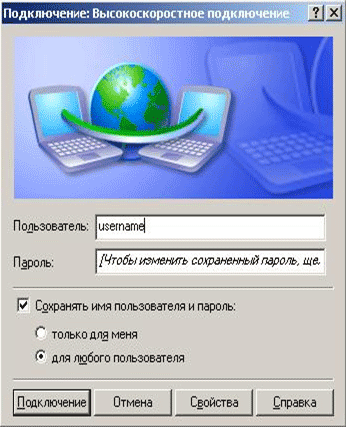 Подключение: Высокоскоростное подключение
Пользователь: username
Пароль: [Чтобы изменить сохраненный пароль, ще.
Сохранять имя пользователя и пароль:
только для меня
для любого пользователя
Подключение Отмена Свойства Справка